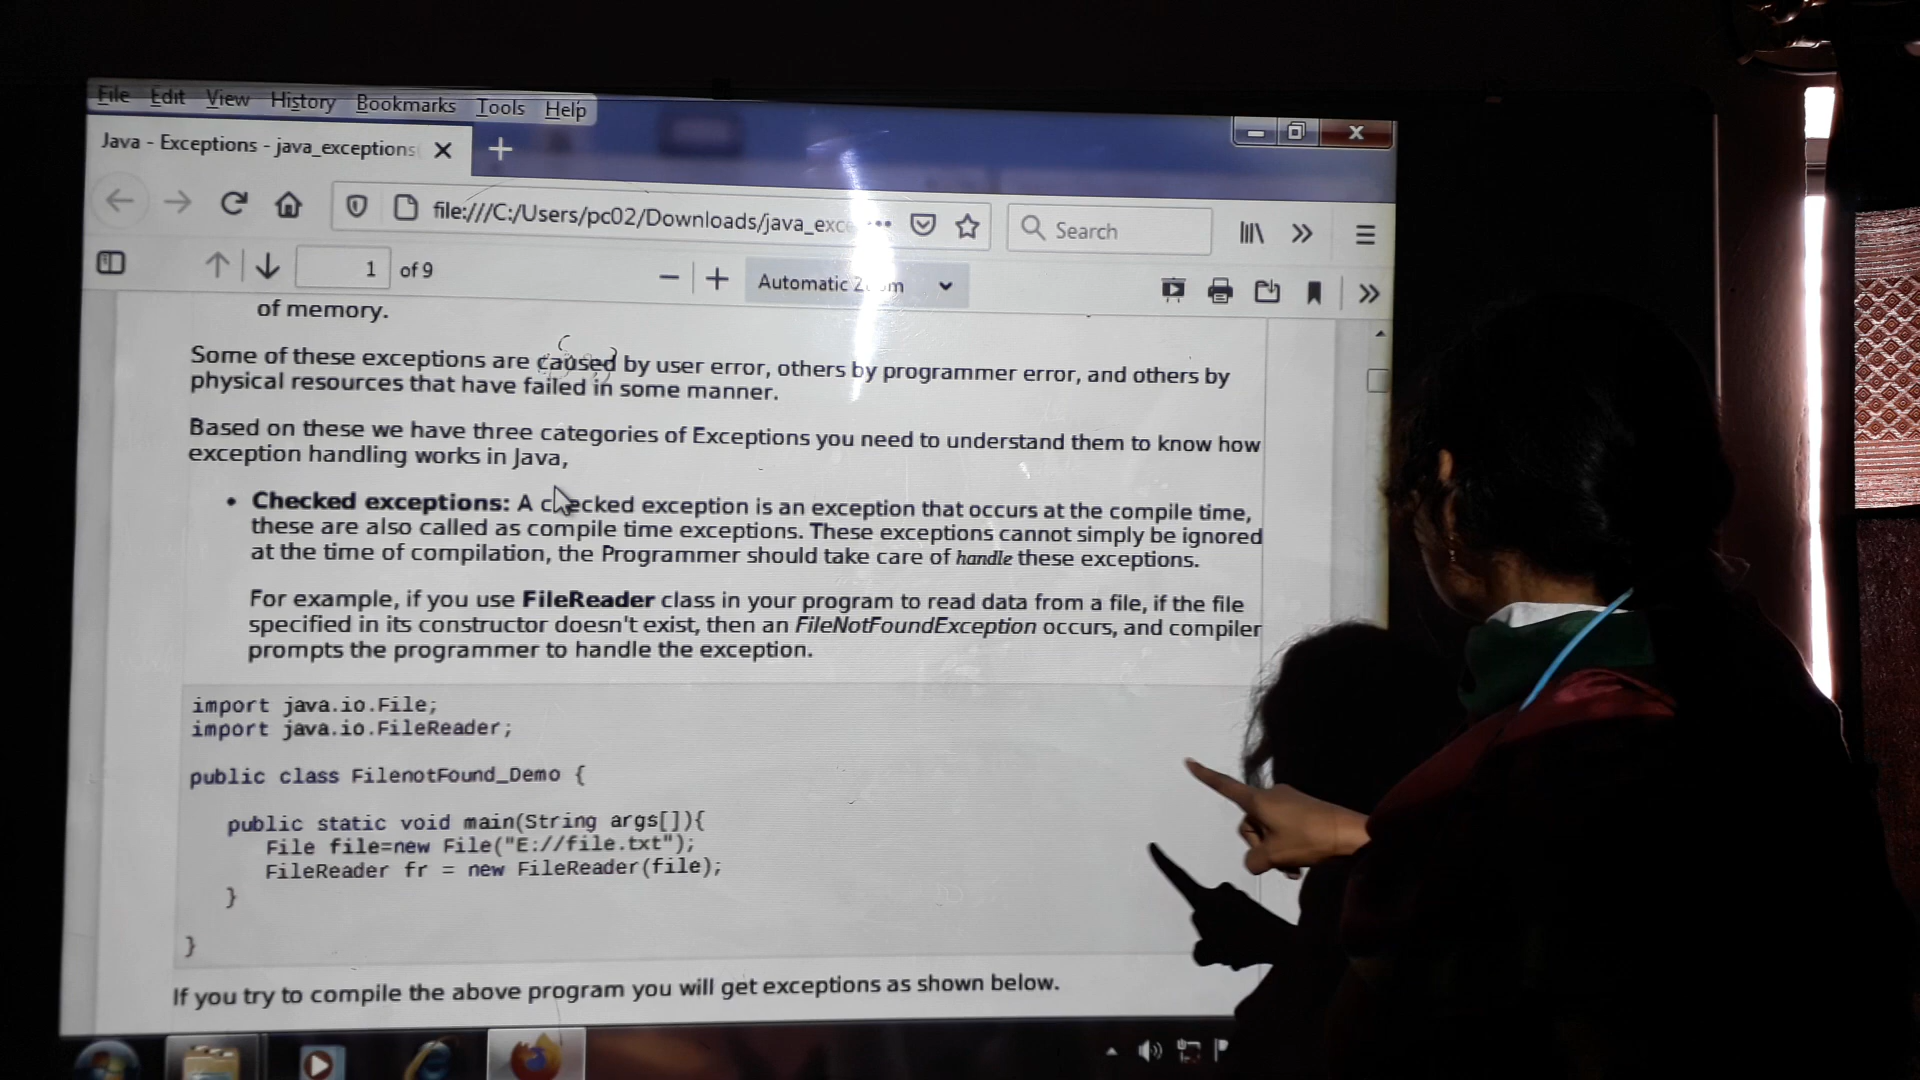 File Edit View History Bookmarks Tools Help
Java - Exceptions - java_exceptions
file:///C:/Users/pc02/Downloads/java_exce
Search
1 of 9
Automatic Zoom
of memory.
Some of these exceptions are caused by user error, others by programmer error, and others by
physical resources that have failed in some manner.
Based on these we have three categories of Exceptions you need to understand them to know how
exception handling works in Java,
• Checked exceptions: A checked exception is an exception that occurs at the compile time,
these are also called as compile time exceptions. These exceptions cannot simply be ignored
at the time of compilation, the Programmer should take care of handle these exceptions.
For example, if you use FileReader class in your program to read data from a file, if the file
specified in its constructor doesn't exist, then an FileNotFoundException occurs, and compiler
prompts the programmer to handle the exception.
import java.io.File;
import java.io.FileReader;
public class FilenotFound_Demo {
public static void main(String args[]){
File file=new File("E://file.txt");
FileReader fr = new FileReader(file);
}
}
If you try to compile the above program you will get exceptions as shown below.